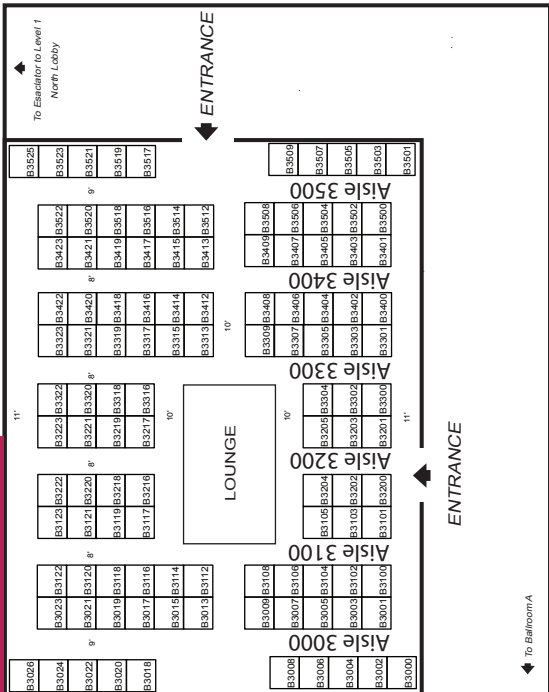 To Esaclator to Level 1
North Lobby
ENTRANCE
B3525
B3523
B3521
B3519
B3517
B3509
B3507
B3505
B3503
B3501
9'
Aisle 3500
B3522
B3520
B3518
B3516
B3514
B3512
B3508
B3506
B3504
B3502
B3500
B3423
B3421
B3419
B3417
B3415
B3413
B3409
B3407
B3405
B3403
B3401
8'
Aisle 3400
B3422
B3420
B3418
B3416
B3414
B3412
B3408
B3406
B3404
B3402
B3400
B3323
B3321
B3319
B3317
B3315
B3313
10'
B3309
B3307
B3305
B3303
B3301
8'
Aisle 3300
11'
B3322
B3320
B3318
B3316
B3304
B3302
B3300
B3223
B3221
B3219
B3217
10'
10'
B3205
B3203
B3201
11'
8'
LOUNGE
Aisle 3200
ENTRANCE
B3222
B3220
B3218
B3216
B3204
B3202
B3200
B3123
B3121
B3119
B3117
B3105
B3103
B3101
8'
Aisle 3100
B3122
B3120
B3118
B3116
B3114
B3112
B3108
B3106
B3104
B3102
B3100
B3023
B3021
B3019
B3017
B3015
B3013
B3009
B3007
B3005
B3003
B3001
9'
Aisle 3000
B3026
B3024
B3022
B3020
B3018
B3008
B3006
B3004
B3002
B3000
To Ballroom A